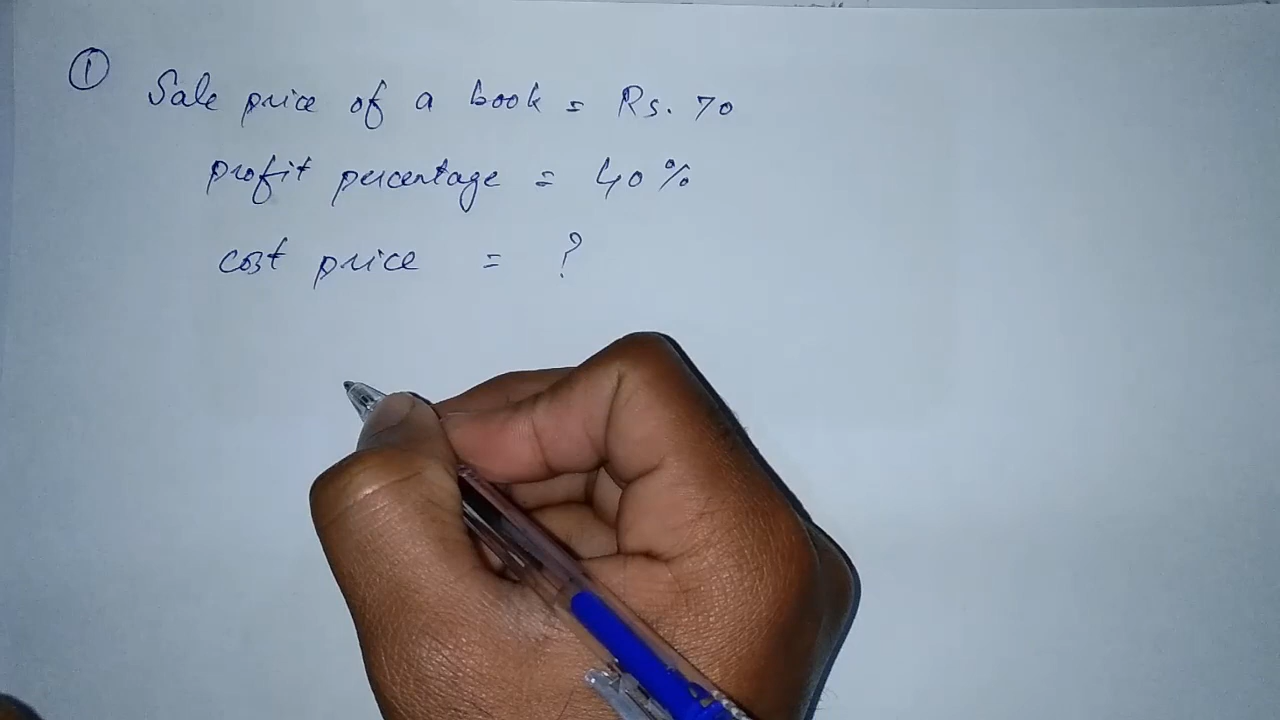 ① Sale price of a book = Rs. 70
profit percentage = 40%
cost price = ?